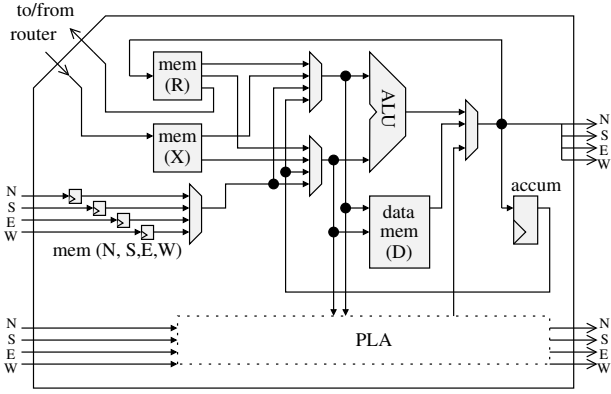 to/from
router
mem
(R)
mem
(X)
ALU
N
S
E
W
N
S
E
W
mem (N, S,E,W)
data
mem
(D)
accum
N
S
E
W
PLA
N
S
E
W